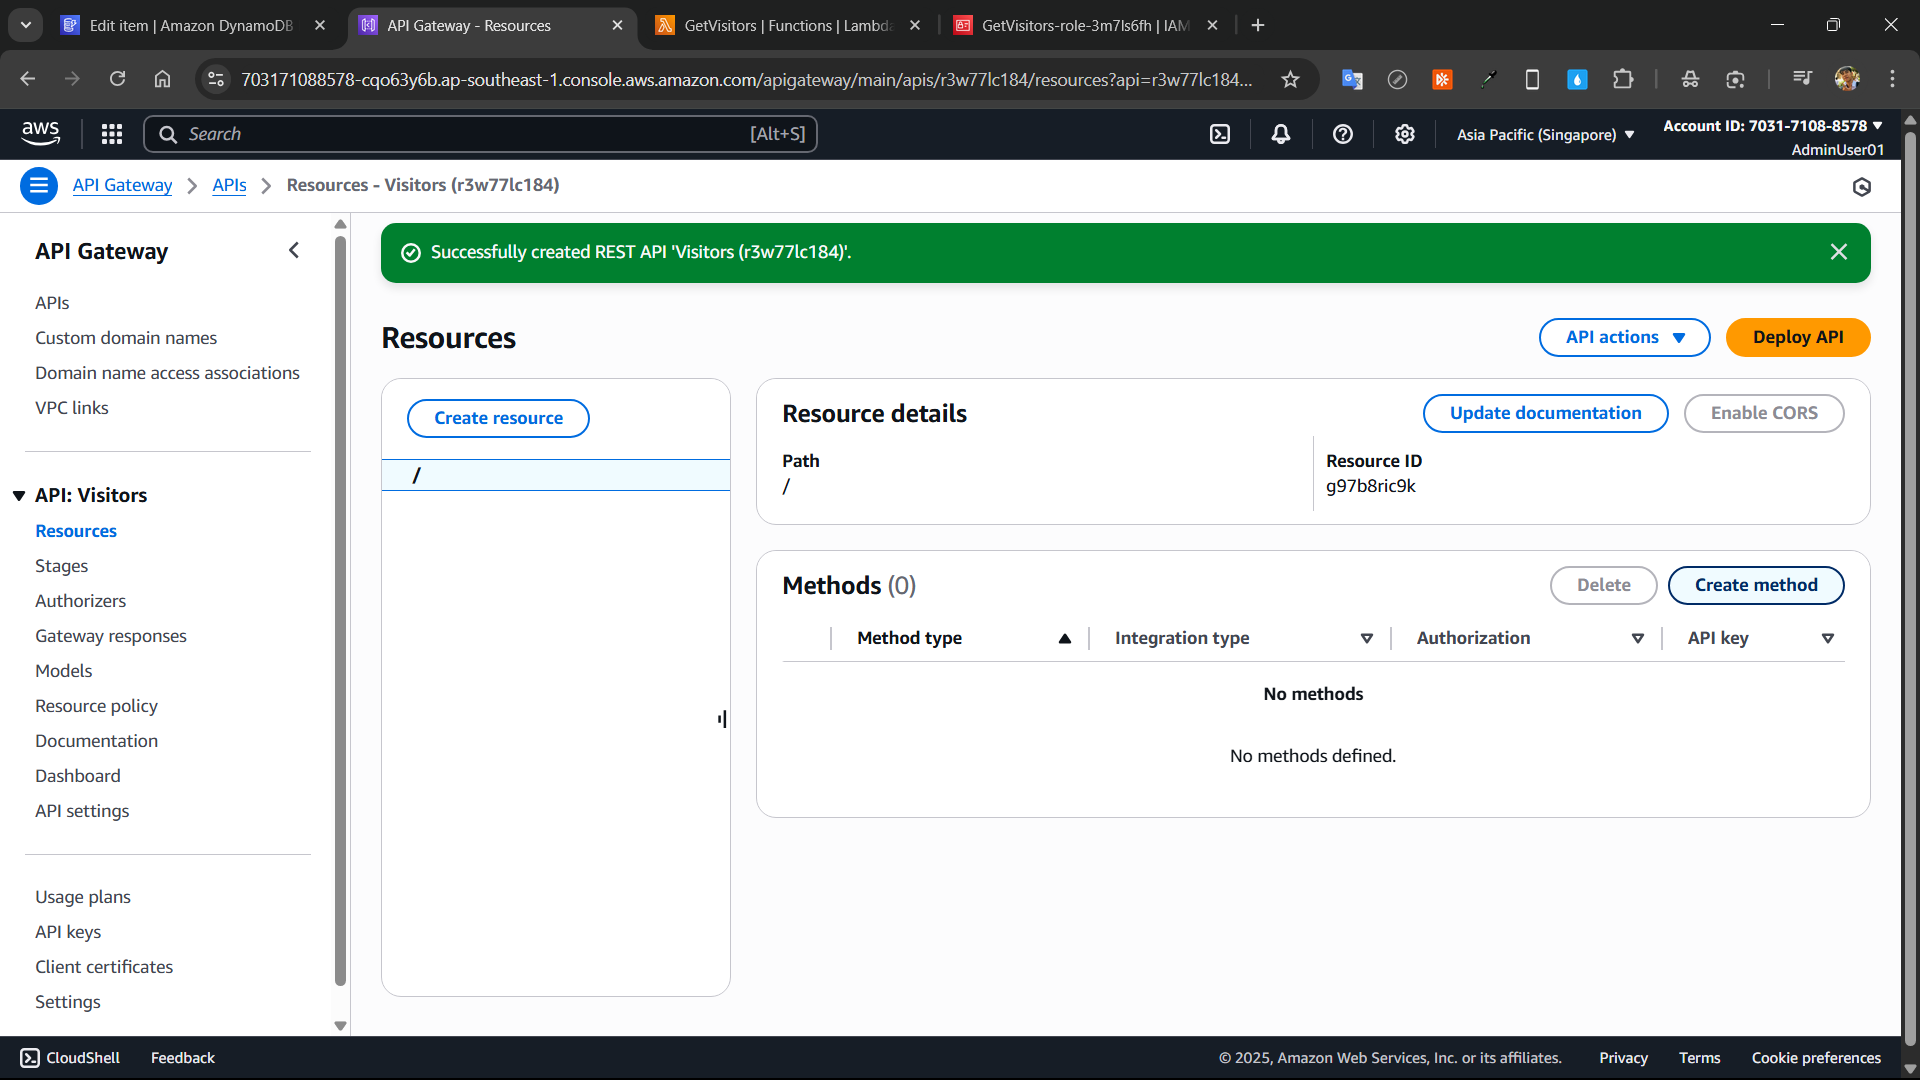 Edit item | Amazon DynamoDB
API Gateway - Resources
GetVisitors | Functions | Lambda
GetVisitors-role-3m7ls6fh | IAM
703171088578-cqo63y6b.ap-southeast-1.console.aws.amazon.com/apigateway/main/apis/r3w77lc184/resources?api=r3w77lc184...
aws
Search
[Alt+S]
Asia Pacific (Singapore)
Account ID: 7031-7108-8578
AdminUser01
API Gateway
APIs
Resources - Visitors (r3w77lc184)
API Gateway
APIs
Custom domain names
Domain name access associations
VPC links
API: Visitors
Resources
Stages
Authorizers
Gateway responses
Models
Resource policy
Documentation
Dashboard
API settings
Usage plans
API keys
Client certificates
Settings
Successfully created REST API 'Visitors (r3w77lc184)'.
Resources
API actions
Deploy API
Create resource
/
Resource details
Update documentation
Enable CORS
Path
/
Resource ID
g97b8ric9k
Methods (0)
Delete
Create method
Method type
Integration type
Authorization
API key
No methods
No methods defined.
CloudShell
Feedback
© 2025, Amazon Web Services, Inc. or its affiliates.
Privacy
Terms
Cookie preferences